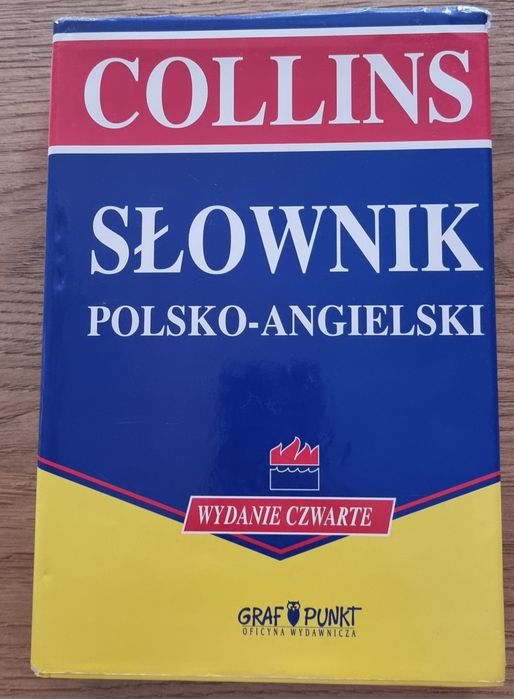 COLLINS
SŁOWNIK
POLSKO-ANGIELSKI
WYDANIE CZWARTE
GRAF PUNKT
OFICYNA WYDAWNICZA